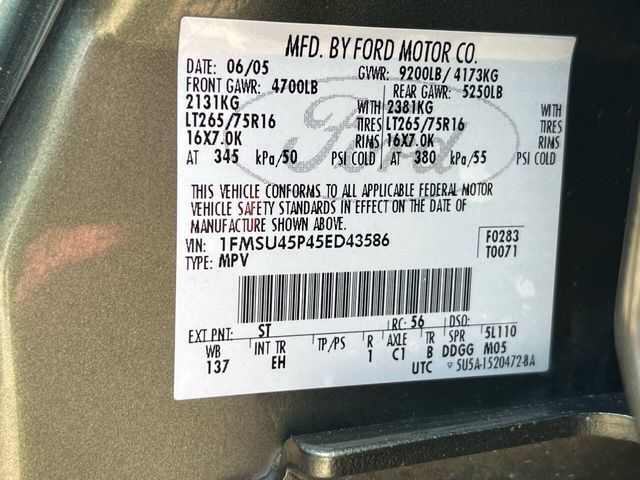 MFD. BY FORD MOTOR CO.
DATE: 06/05 GVWR: 9200LB/ 4173KG
FRONT GAWR: 4700LB REAR GAWR: 5250LB
2131KG WITH 2381KG WITH
LT265/75R16 TIRES LT265/75R16 TIRES
16X7.0K RIMS 16X7.0K RIMS
AT 345 kPa/50 PSI COLD AT 380 kPa/55 PSI COLD
Ford
THIS VEHICLE CONFORMS TO ALL APPLICABLE FEDERAL MOTOR
VEHICLE SAFETY STANDARDS IN EFFECT ON THE DATE OF
MANUFACTURE SHOWN ABOVE.
VIN: 1FMSU45P45ED43586 F0283
TYPE: MPV T0071
EXT PNT: ST RC: 56 DSO:
WB INT TR TP/PS R AXLE TR SPR 5L110
137 EH 1 C1 B DDGG M05
UTC ▽ 5U5A-1520472-BA